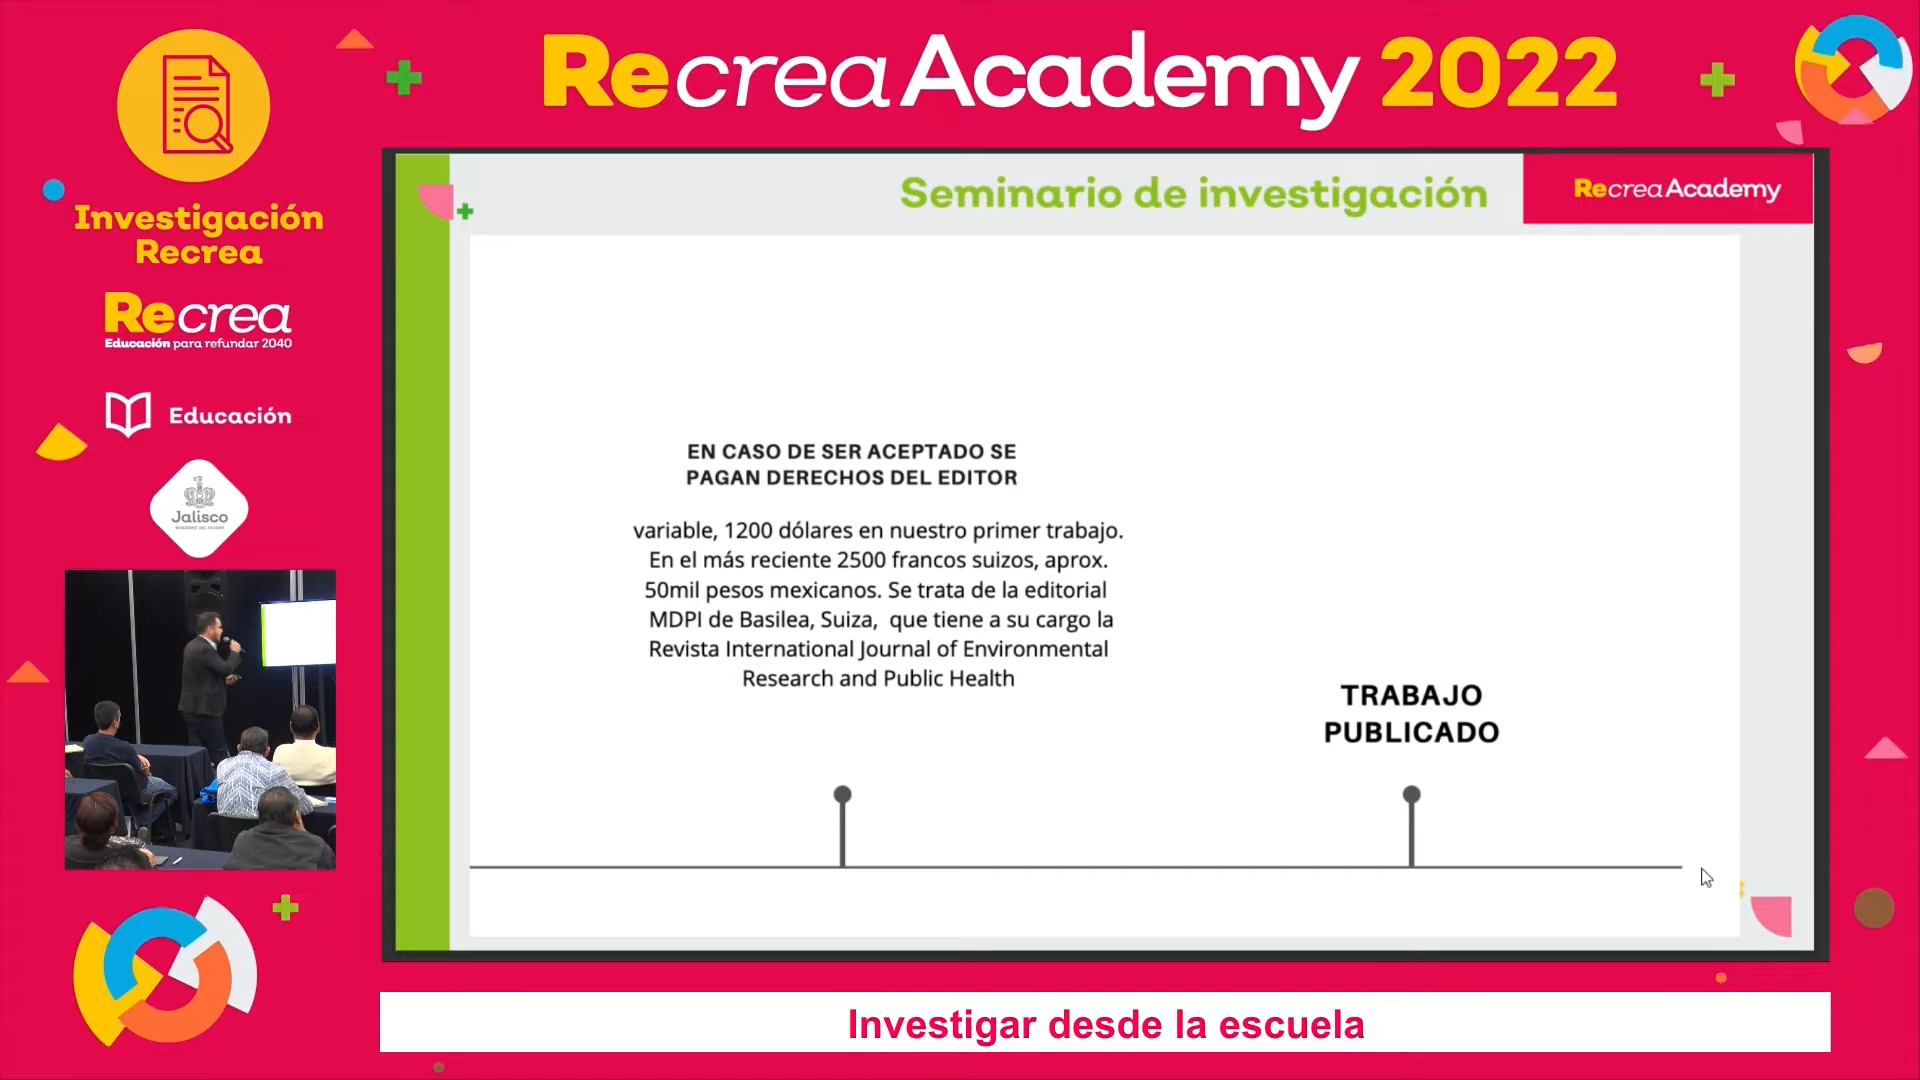 RecreaAcademy 2022
Investigación
Recrea
Recrea
Educación para refundar 2040
Educación
Jalisco
Seminario de investigación
RecreaAcademy
EN CASO DE SER ACEPTADO SE
PAGAN DERECHOS DEL EDITOR
variable, 1200 dólares en nuestro primer trabajo.
En el más reciente 2500 francos suizos, aprox.
50mil pesos mexicanos. Se trata de la editorial
MDPI de Basilea, Suiza, que tiene a su cargo la
Revista International Journal of Environmental
Research and Public Health
TRABAJO
PUBLICADO
Investigar desde la escuela